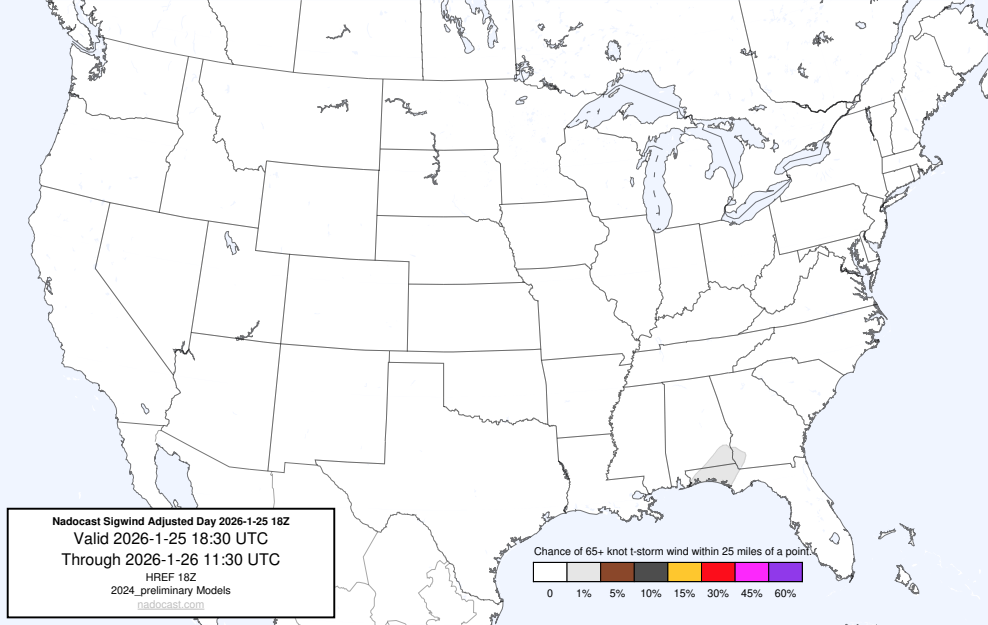 Nadocast Sigwind Adjusted Day 2026-1-25 18Z
Valid 2026-1-25 18:30 UTC
Through 2026-1-26 11:30 UTC
HREF 18Z
2024_preliminary Models
nadocast.com
Chance of 65+ knot t-storm wind within 25 miles of a point.
0 1% 5% 10% 15% 30% 45% 60%